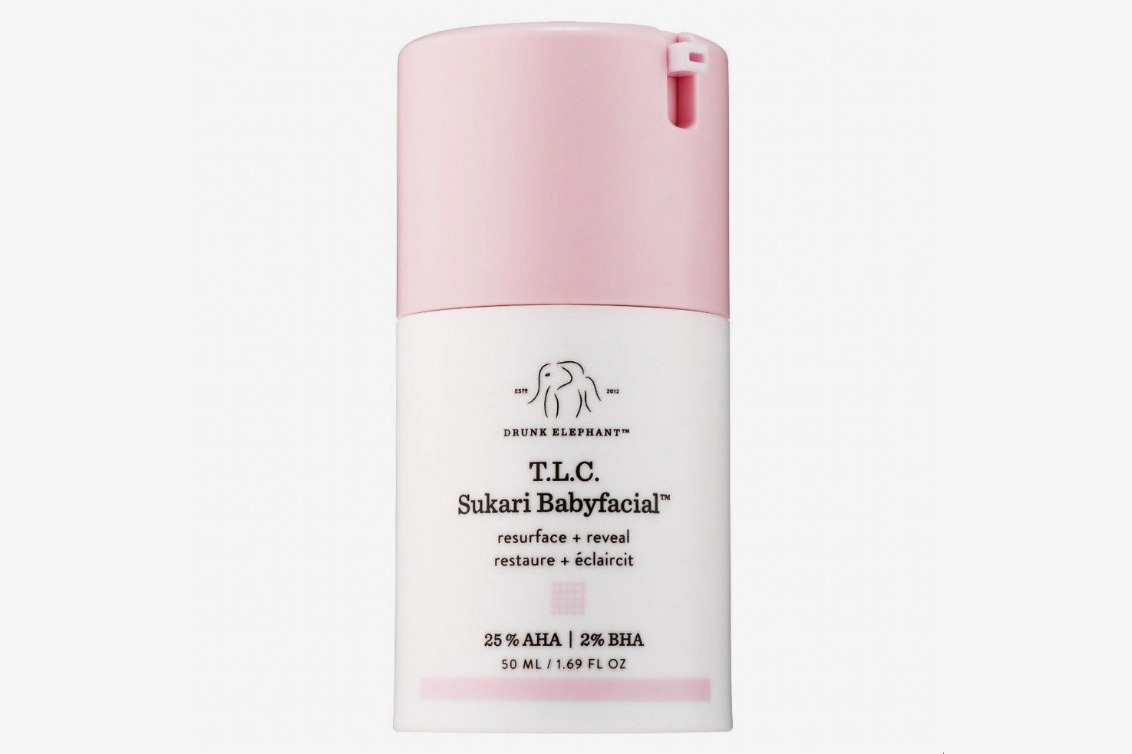 ESTD 2012
DRUNK ELEPHANT™
T.L.C.
Sukari Babyfacial™
resurface + reveal
restaure + éclaircit
25% AHA | 2% BHA
50 ML / 1.69 FL OZ